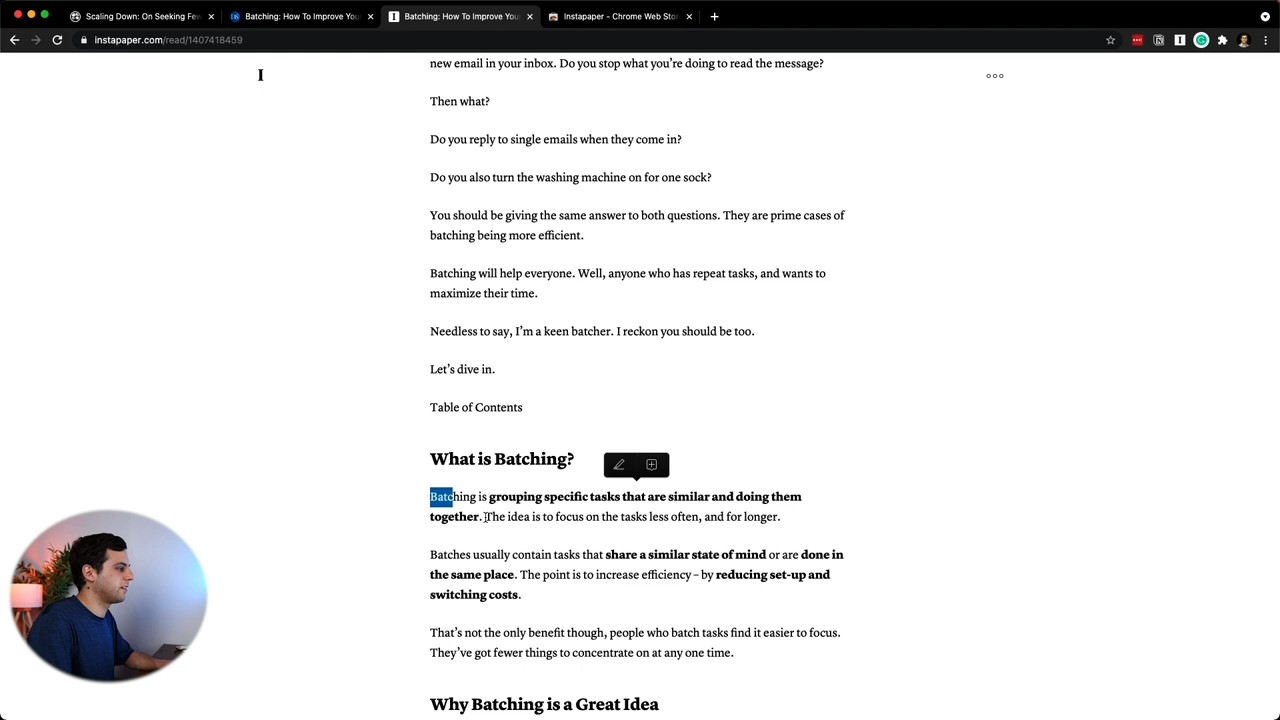 Scaling Down: On Seeking Few
Batching: How To Improve You
Batching: How To Improve You
Instapaper - Chrome Web Stor
instapaper.com/read/1407418459
I
new email in your inbox. Do you stop what you’re doing to read the message?
Then what?
Do you reply to single emails when they come in?
Do you also turn the washing machine on for one sock?
You should be giving the same answer to both questions. They are prime cases of
batching being more efficient.
Batching will help everyone. Well, anyone who has repeat tasks, and wants to
maximize their time.
Needless to say, I’m a keen batcher. I reckon you should be too.
Let’s dive in.
Table of Contents
What is Batching?
Batching is grouping specific tasks that are similar and doing them
together. The idea is to focus on the tasks less often, and for longer.
Batches usually contain tasks that share a similar state of mind or are done in
the same place. The point is to increase efficiency – by reducing set-up and
switching costs.
That’s not the only benefit though, people who batch tasks find it easier to focus.
They’ve got fewer things to concentrate on at any one time.
Why Batching is a Great Idea